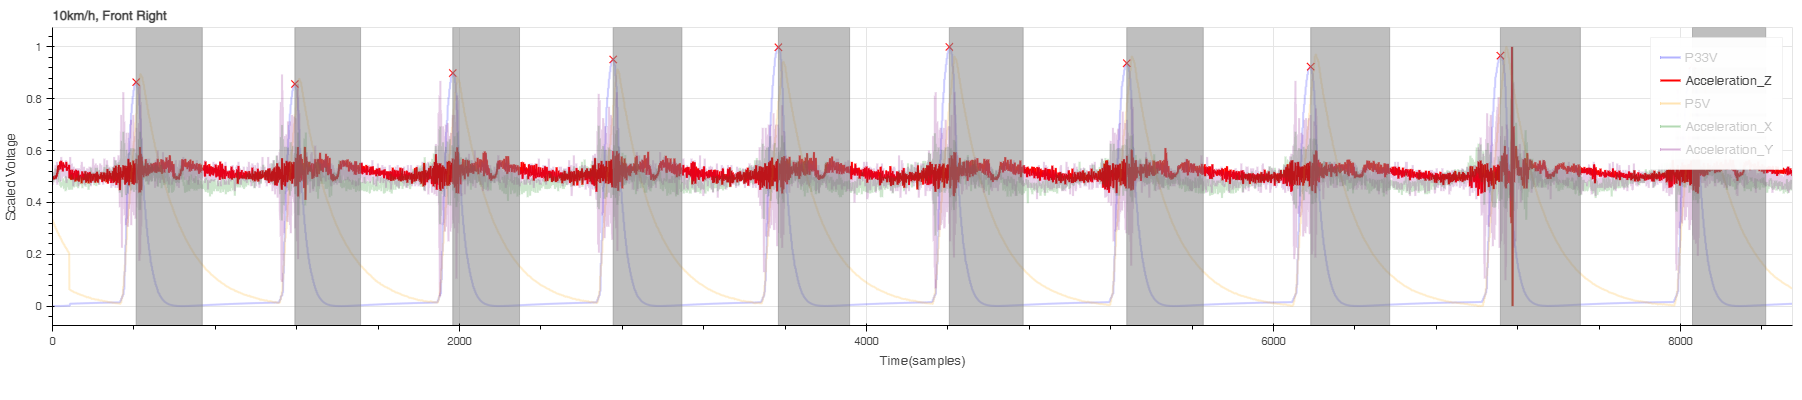 10km/h, Front Right
Scaled Voltage
1
0.8
0.6
0.4
0.2
0
0
2000
4000
6000
8000
Time(samples)
P33V
Acceleration_Z
P5V
Acceleration_X
Acceleration_Y